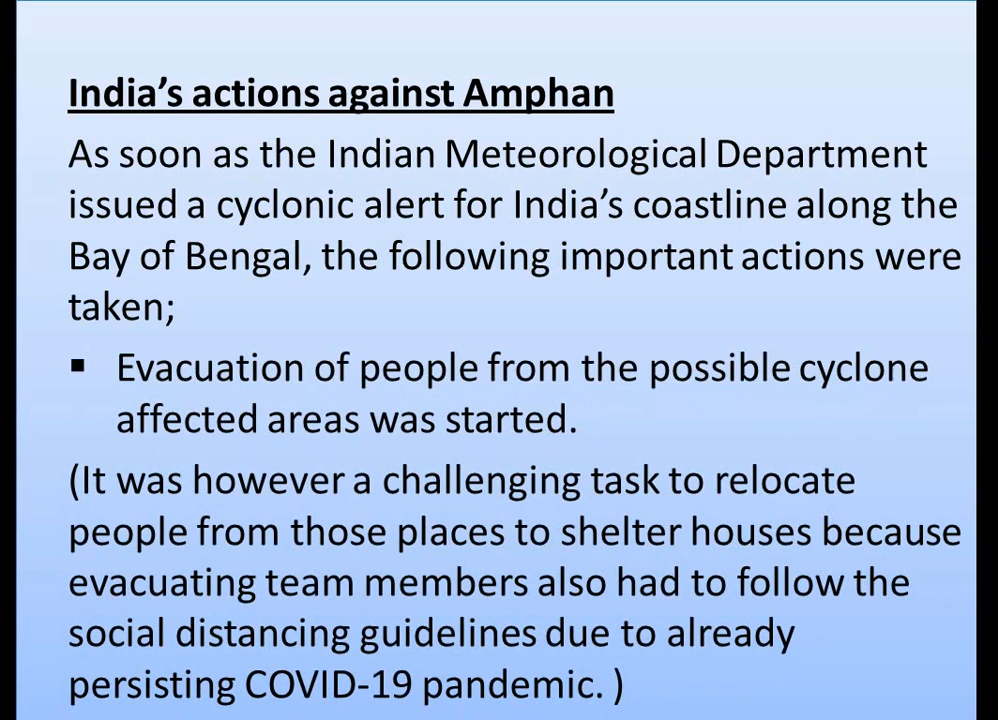 India’s actions against Amphan
As soon as the Indian Meteorological Department
issued a cyclonic alert for India’s coastline along the
Bay of Bengal, the following important actions were
taken;
▪ Evacuation of people from the possible cyclone
affected areas was started.
(It was however a challenging task to relocate
people from those places to shelter houses because
evacuating team members also had to follow the
social distancing guidelines due to already
persisting COVID-19 pandemic. )